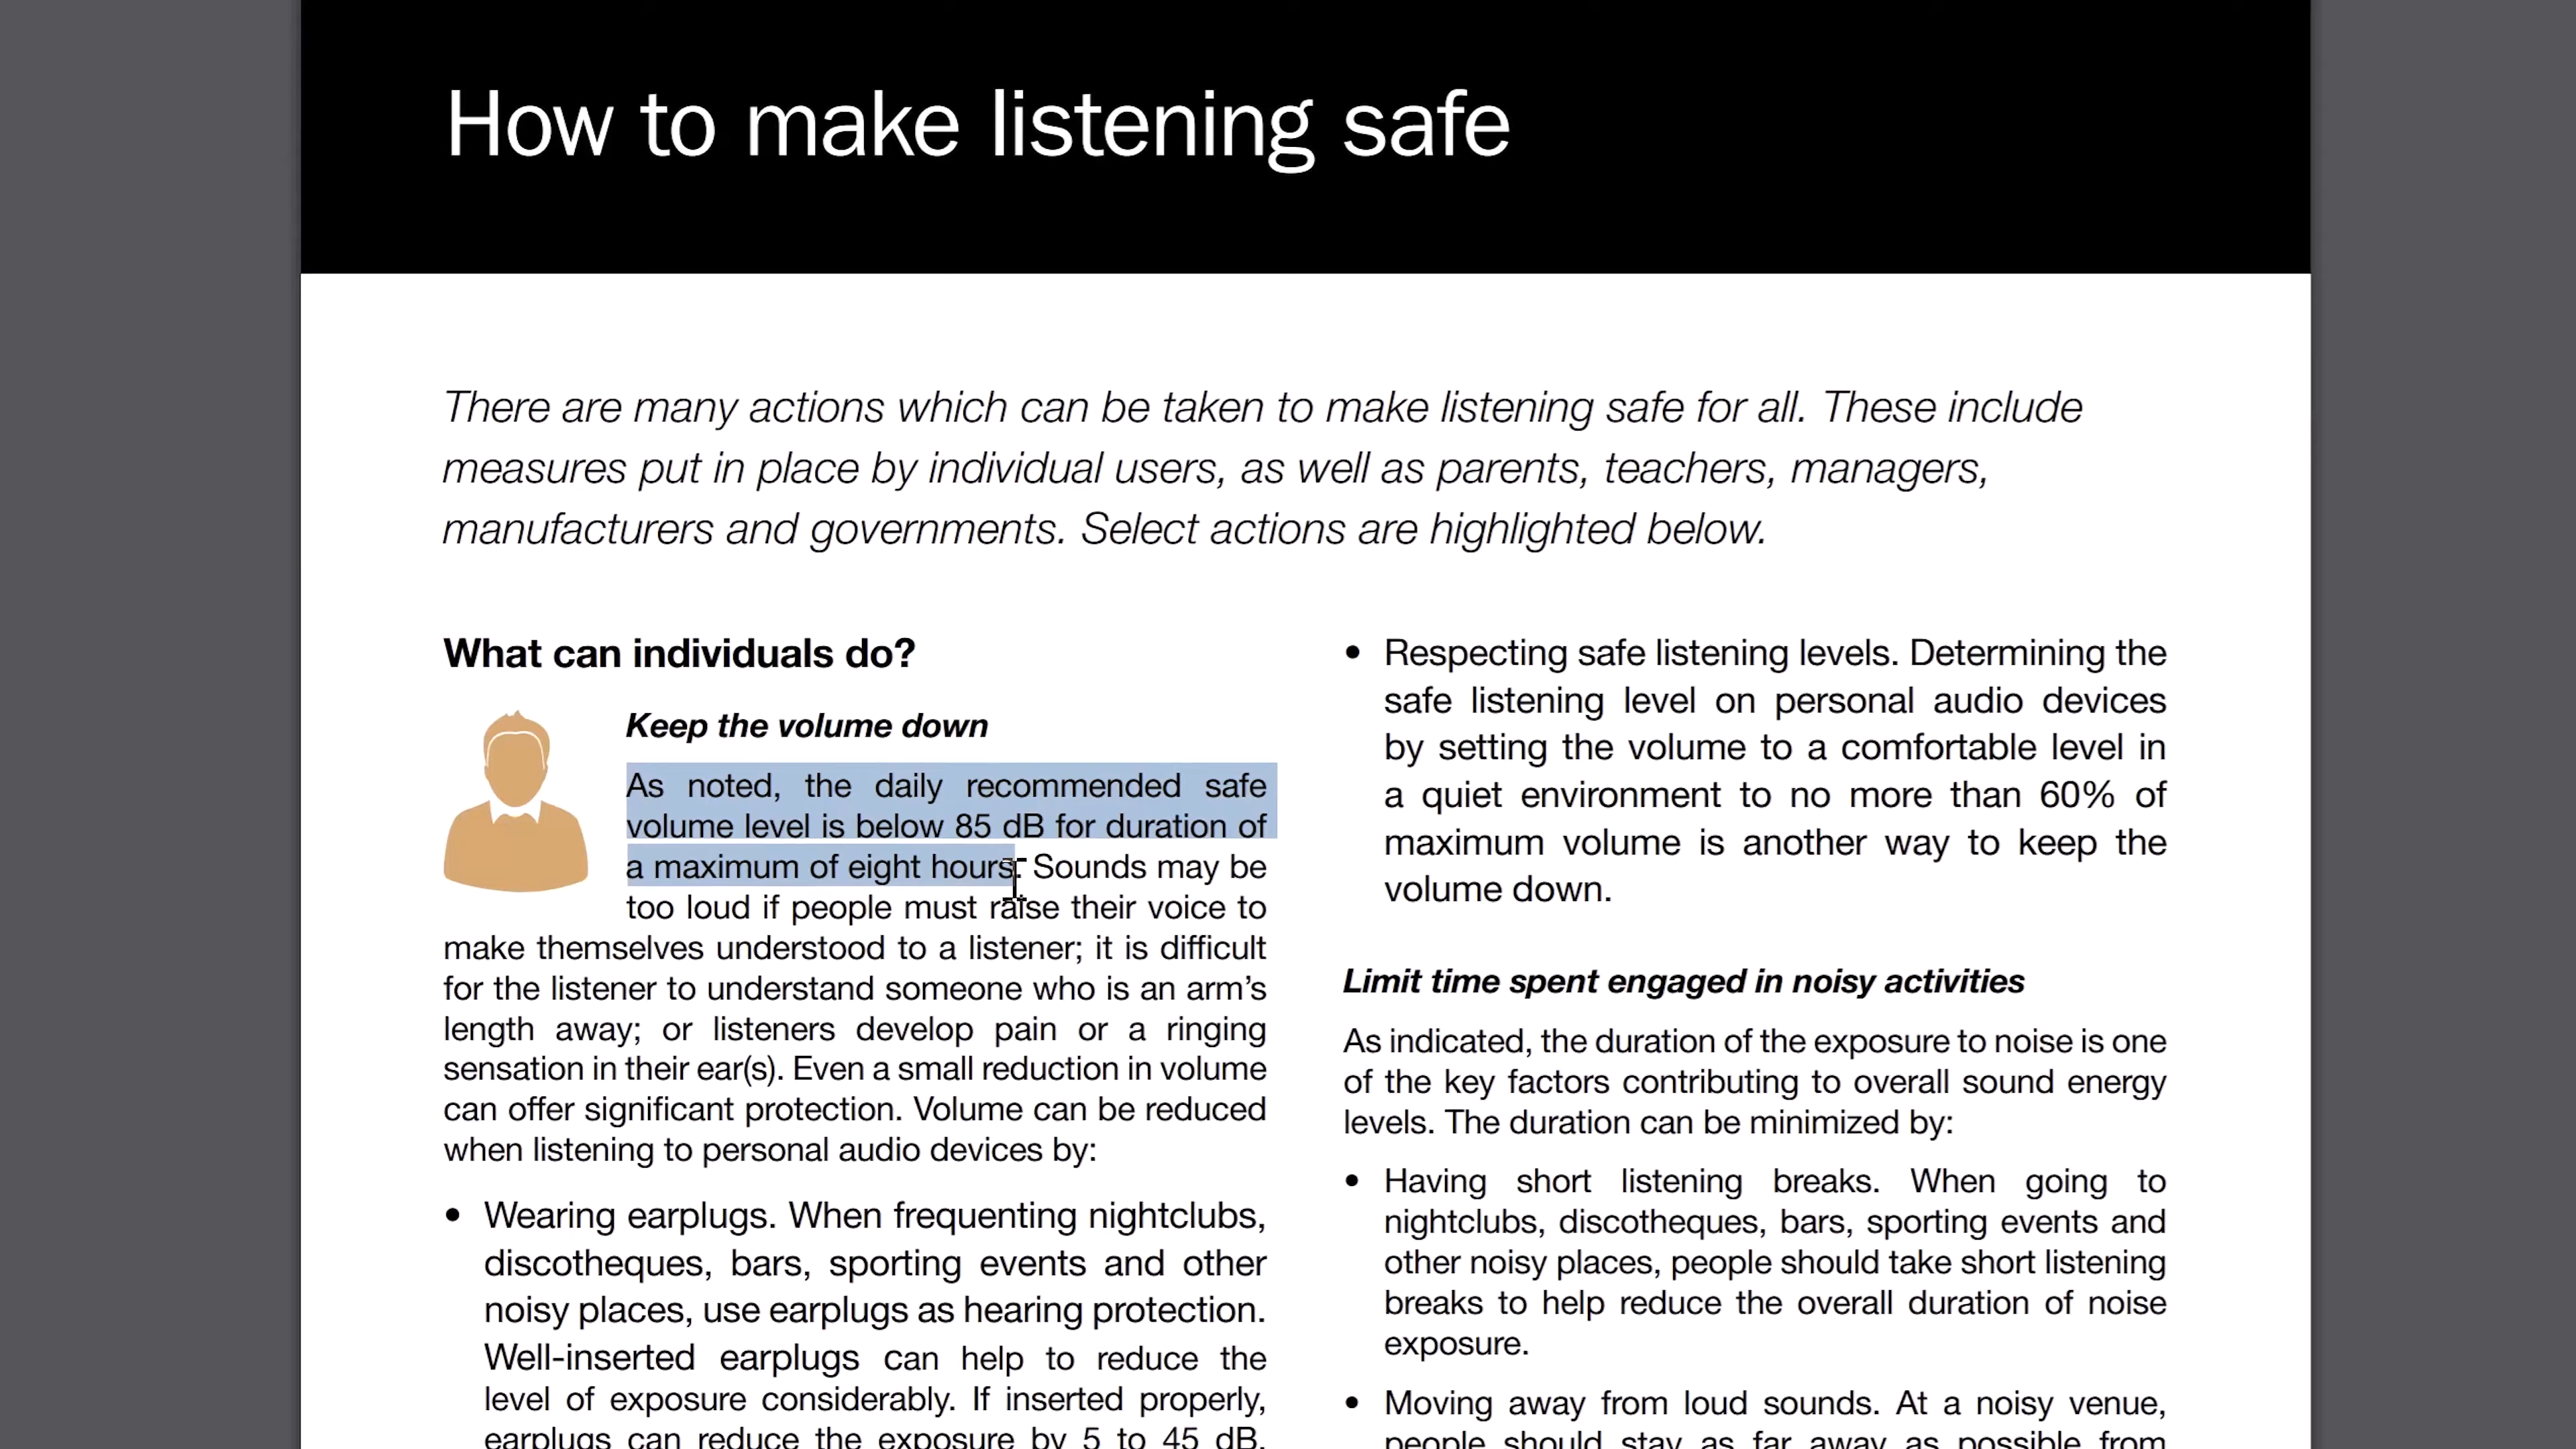 How to make listening safe
There are many actions which can be taken to make listening safe for all. These include
measures put in place by individual users, as well as parents, teachers, managers,
manufacturers and governments. Select actions are highlighted below.
What can individuals do?
Keep the volume down
As noted, the daily recommended safe
volume level is below 85 dB for duration of
a maximum of eight hours. Sounds may be
too loud if people must raise their voice to
make themselves understood to a listener; it is difficult
for the listener to understand someone who is an arm’s
length away; or listeners develop pain or a ringing
sensation in their ear(s). Even a small reduction in volume
can offer significant protection. Volume can be reduced
when listening to personal audio devices by:
• Wearing earplugs. When frequenting nightclubs,
discotheques, bars, sporting events and other
noisy places, use earplugs as hearing protection.
Well-inserted earplugs can help to reduce the
level of exposure considerably. If inserted properly,
earplugs can reduce the exposure by 5 to 45 dB.
• Respecting safe listening levels. Determining the
safe listening level on personal audio devices
by setting the volume to a comfortable level in
a quiet environment to no more than 60% of
maximum volume is another way to keep the
volume down.
Limit time spent engaged in noisy activities
As indicated, the duration of the exposure to noise is one
of the key factors contributing to overall sound energy
levels. The duration can be minimized by:
• Having short listening breaks. When going to
nightclubs, discotheques, bars, sporting events and
other noisy places, people should take short listening
breaks to help reduce the overall duration of noise
exposure.
• Moving away from loud sounds. At a noisy venue,
people should stay as far away as possible from